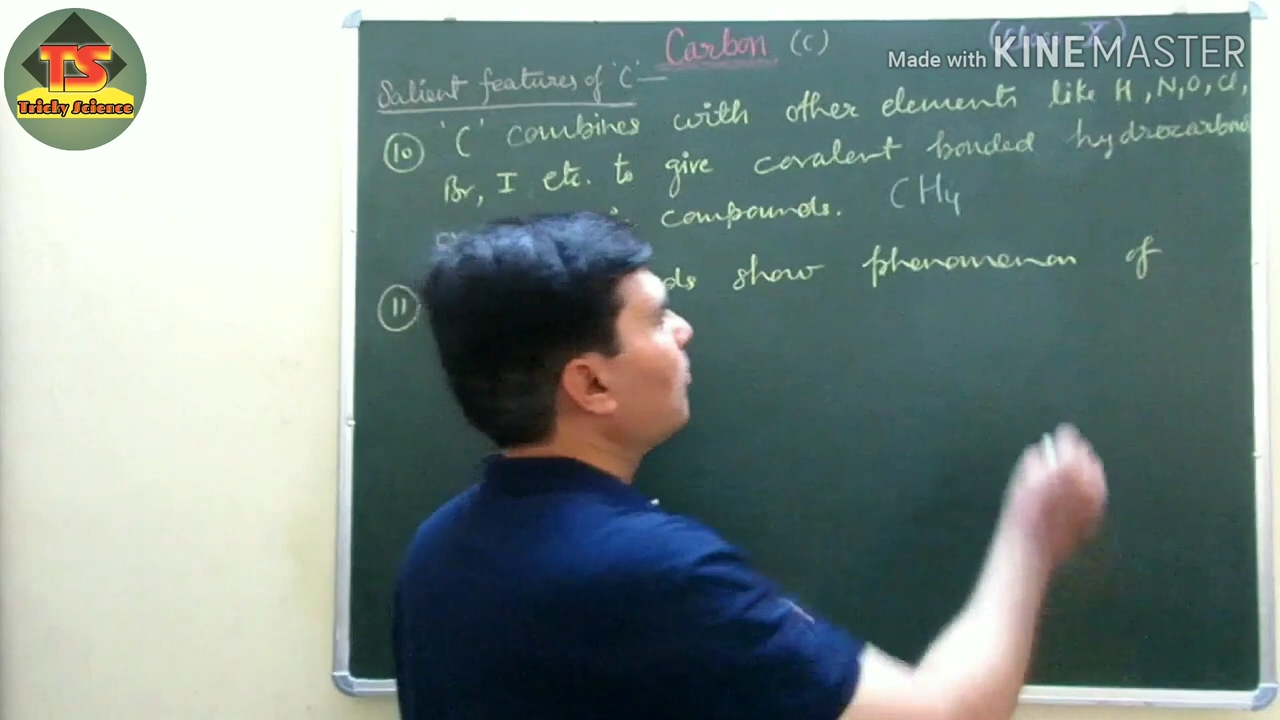 TS
Tricky Science
Made with KINEMASTER
Carbon (C)
Salient features of 'C' —
10 'C' combines with other elements like H, N, O, Cl,
Br, I etc. to give covalent bonded hydrocarbons
compounds. CH4
11 show phenomenon of